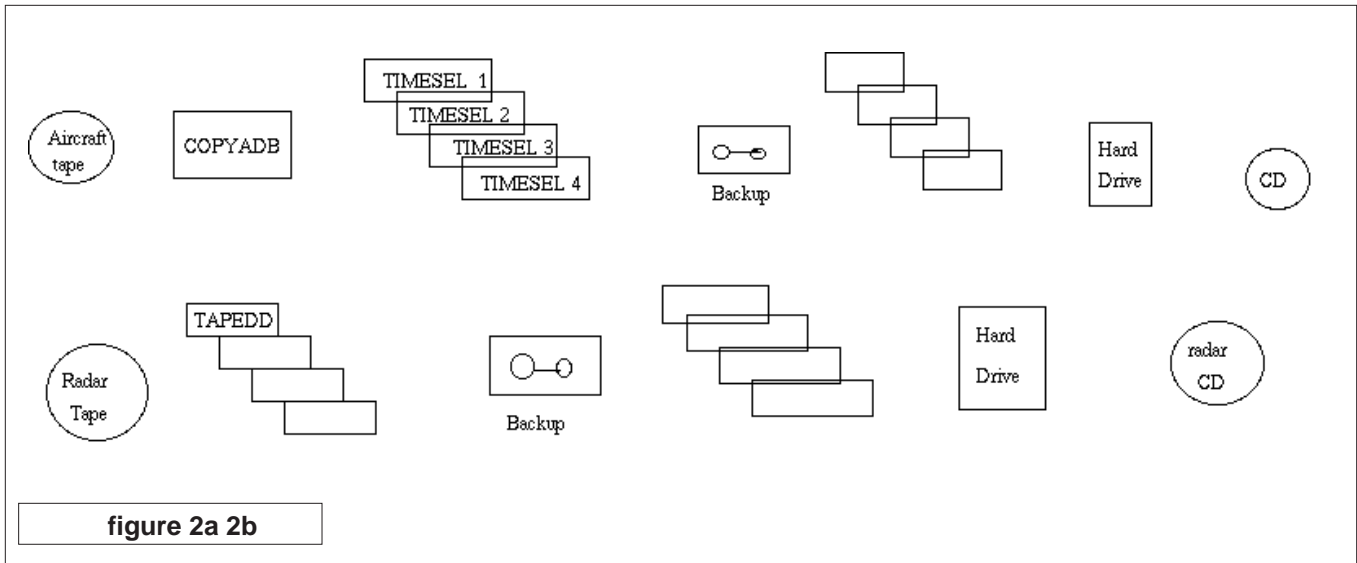 Aircraft
tape
COPYADB
TIMESEL 1
TIMESEL 2
TIMESEL 3
TIMESEL 4
Backup
Hard
Drive
CD
Radar
Tape
TAPEDD
Backup
Hard
Drive
radar
CD
figure 2a 2b